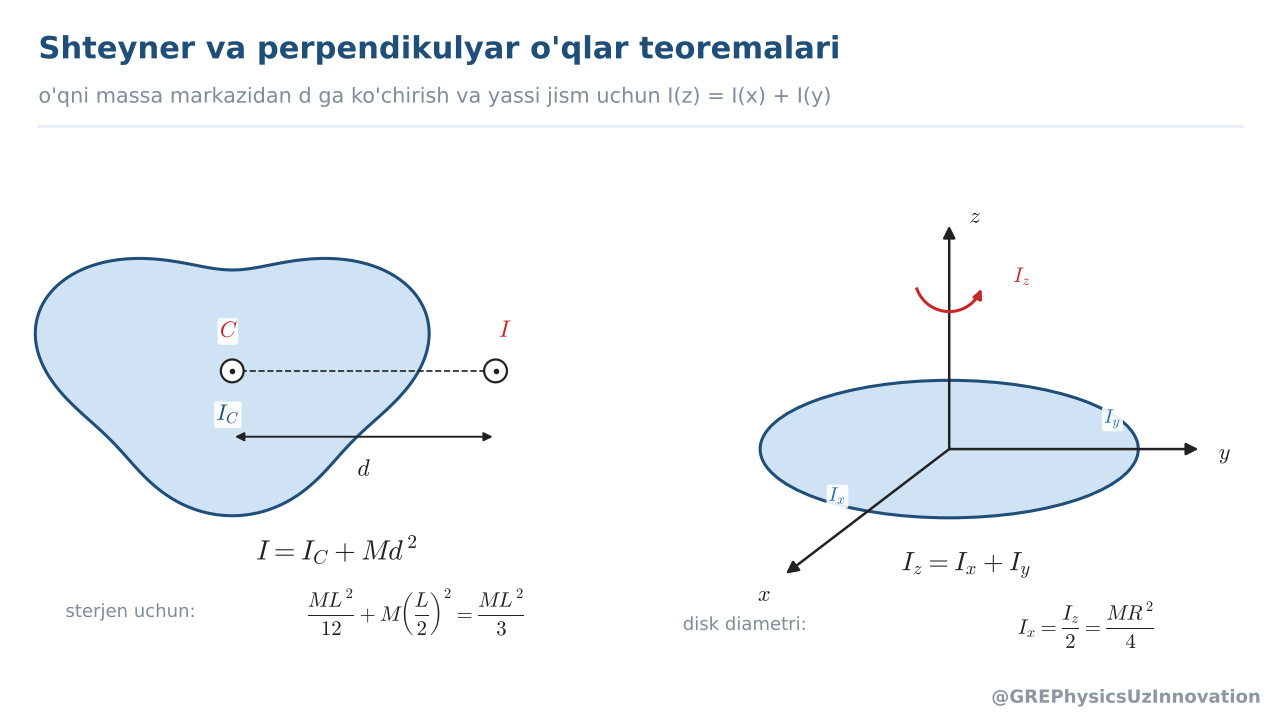 Shteyner va perpendikulyar o'qlar teoremalari
o'qni massa markazidan d ga ko'chirish va yassi jism uchun I(z) = I(x) + I(y)
C
I
I_C
d
I = I_C + Md^2
sterjen uchun: ML^2/12 + M(L/2)^2 = ML^2/3
z
I_z
I_y
y
I_x
I_z = I_x + I_y
x
disk diametri: I_x = I_z/2 = MR^2/4
@GREPhysicsUzInnovation